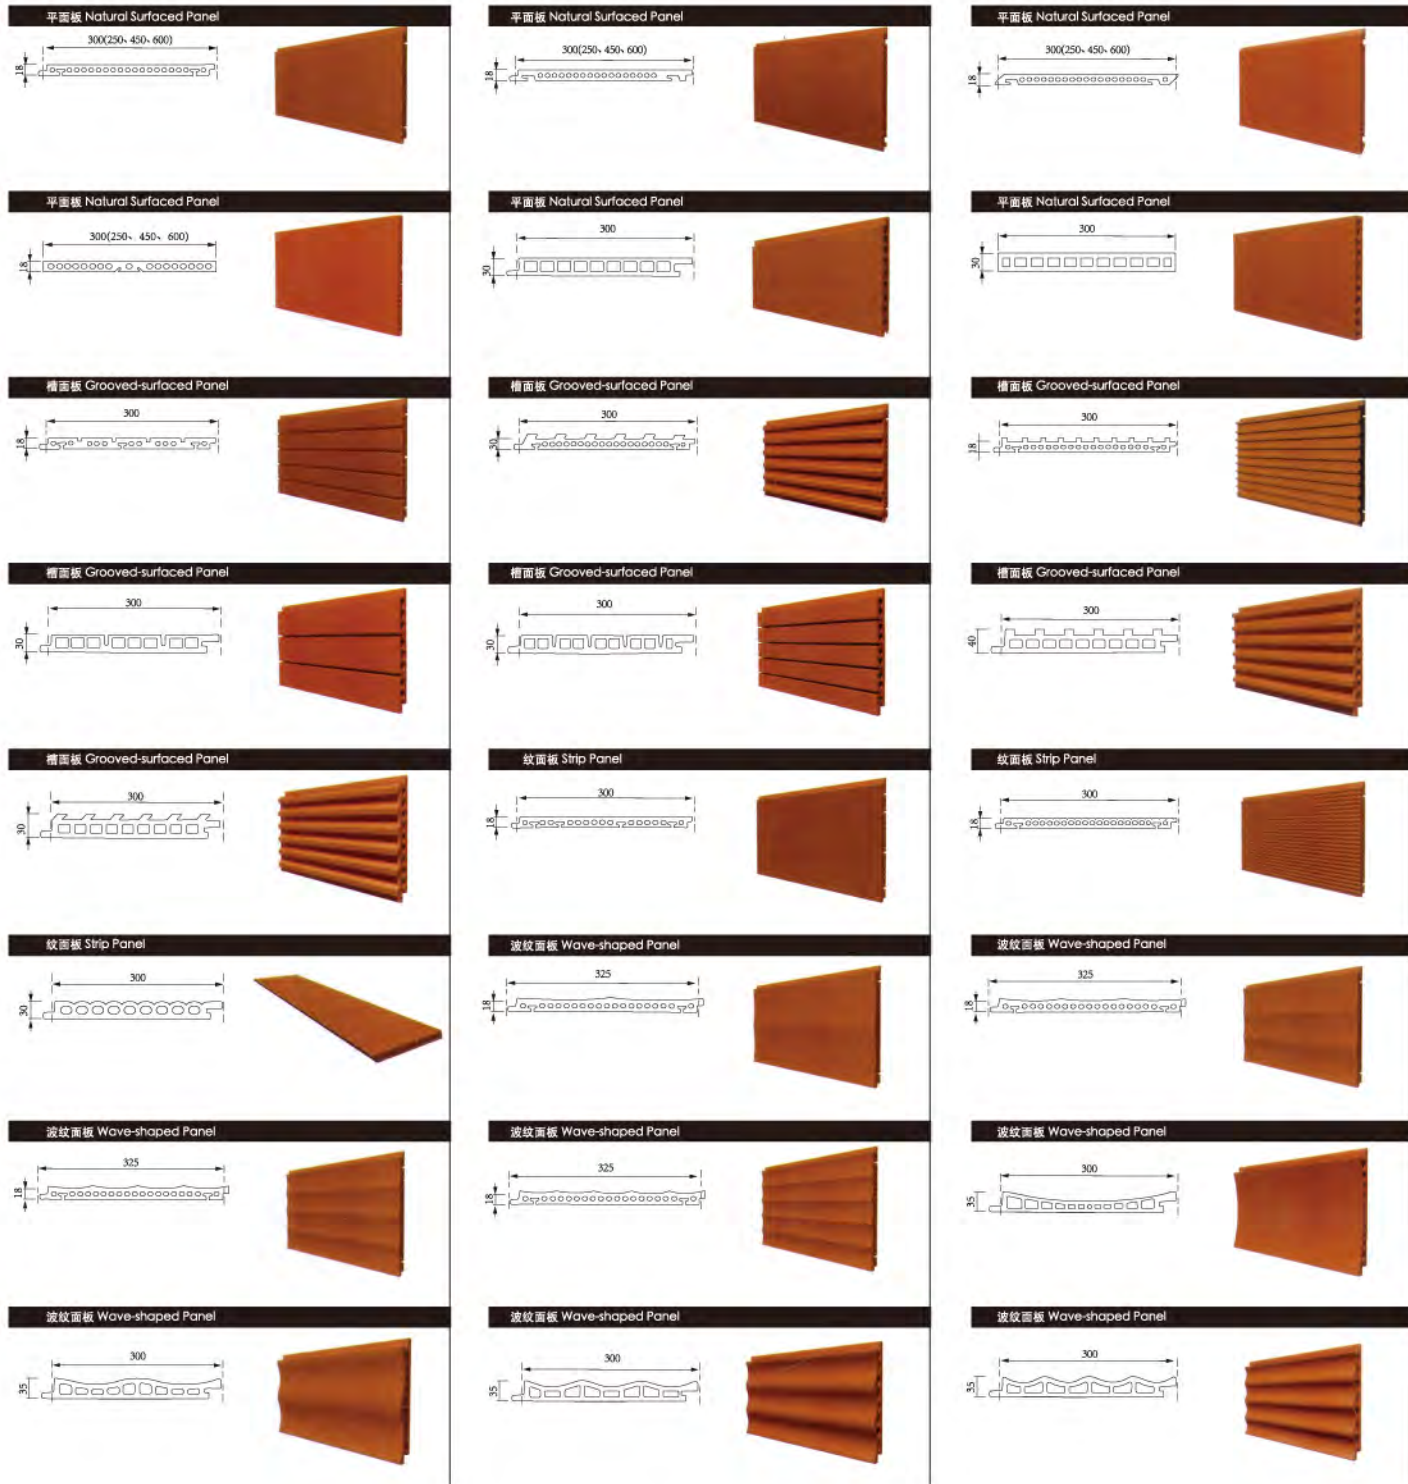 平面板 Natural Surfaced Panel
300(250、450、600)
18
平面板 Natural Surfaced Panel
300(250、450、600)
18
平面板 Natural Surfaced Panel
300(250、450、600)
18
平面板 Natural Surfaced Panel
300(250、450、600)
18
平面板 Natural Surfaced Panel
300
30
平面板 Natural Surfaced Panel
300
30
槽面板 Grooved-surfaced Panel
300
18
槽面板 Grooved-surfaced Panel
300
30
槽面板 Grooved-surfaced Panel
300
18
槽面板 Grooved-surfaced Panel
300
30
槽面板 Grooved-surfaced Panel
300
30
槽面板 Grooved-surfaced Panel
300
40
槽面板 Grooved-surfaced Panel
300
30
纹面板 Strip Panel
300
18
纹面板 Strip Panel
300
18
纹面板 Strip Panel
300
30
波纹面板 Wave-shaped Panel
325
18
波纹面板 Wave-shaped Panel
325
18
波纹面板 Wave-shaped Panel
325
18
波纹面板 Wave-shaped Panel
325
18
波纹面板 Wave-shaped Panel
300
35
波纹面板 Wave-shaped Panel
300
35
波纹面板 Wave-shaped Panel
300
35
波纹面板 Wave-shaped Panel
300
35